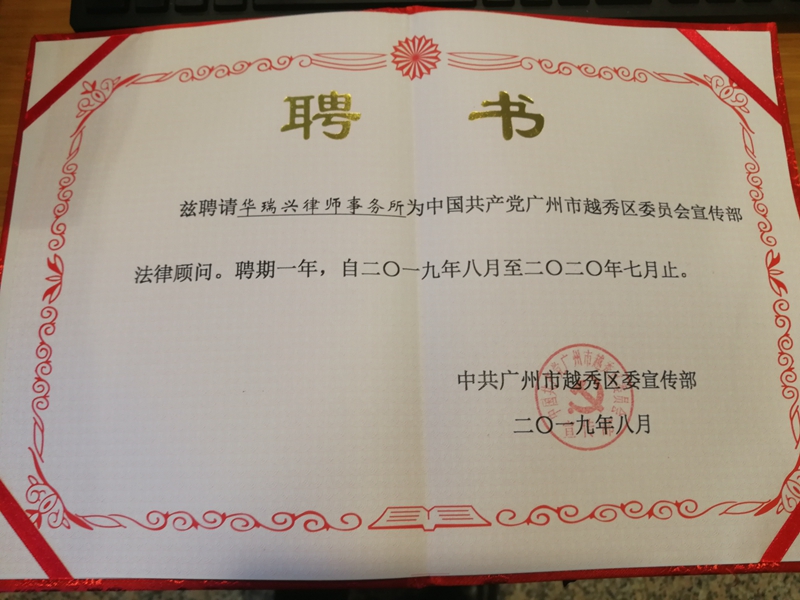 聘 书
兹聘请华瑞兴律师事务所为中国共产党广州市越秀区委员会宣传部
法律顾问。聘期一年，自二〇一九年八月至二〇二〇年七月止。
中共广州市越秀区委宣传部
二〇一九年八月